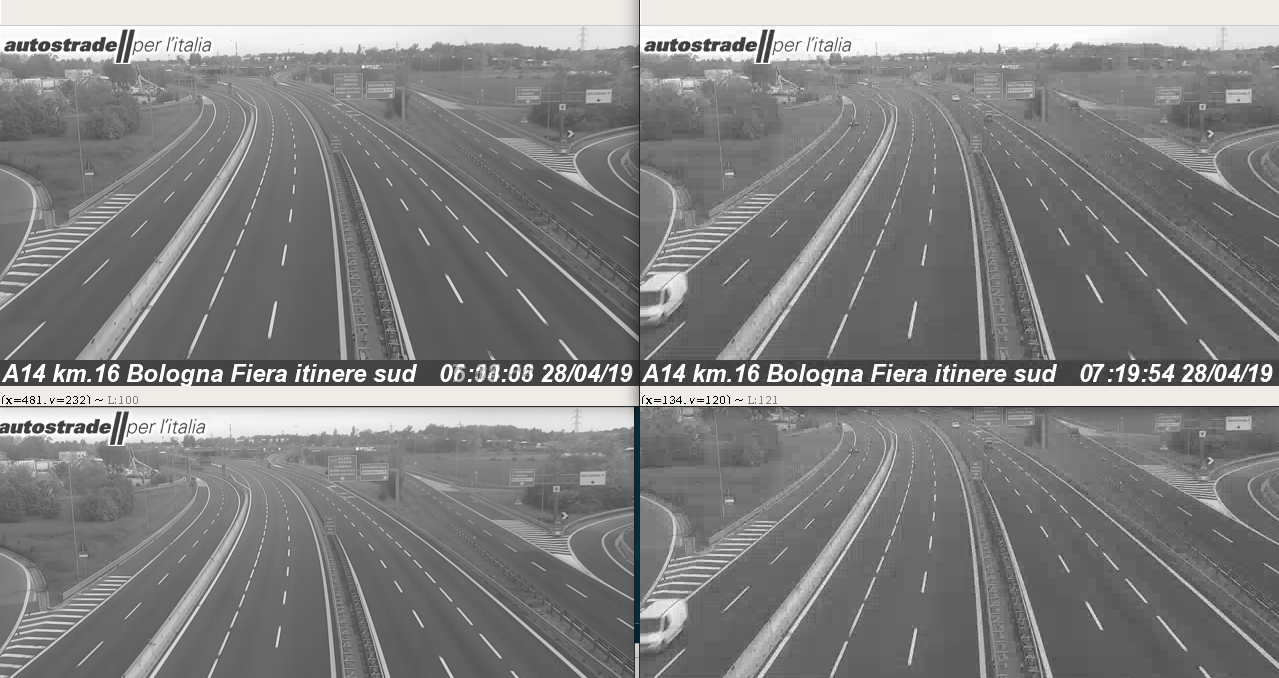 autostrade//per l'italia
autostrade//per l'italia
A14 km.16 Bologna Fiera itinere sud 28/04/19
A14 km.16 Bologna Fiera itinere sud 07:19:54 28/04/19
(x=481, y=232) ~ L:100
(x=134, y=120) ~ L:121
autostrade//per l'italia